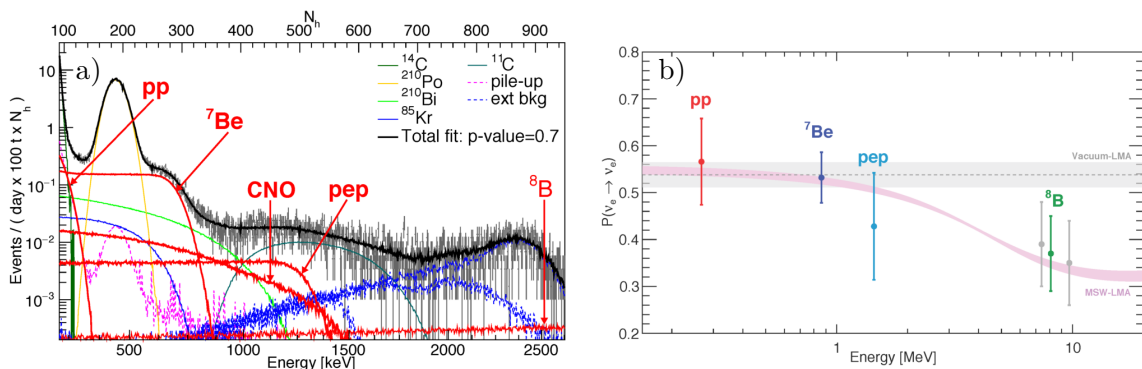 N_h
100 200 300 400 500 600 700 800 900
a)
pp
⁷Be
CNO
pep
⁸B
¹⁴C
²¹⁰Po
²¹⁰Bi
⁸⁵Kr
¹¹C
pile-up
ext bkg
Total fit: p-value=0.7
Events / (day x 100 t x N_h)
10
1
10⁻¹
10⁻²
10⁻³
500 1000 1500 2000 2500
Energy [keV]
b)
pp
⁷Be
pep
⁸B
Vacuum-LMA
MSW-LMA
P(ν_e → ν_e)
0.8
0.7
0.6
0.5
0.4
0.3
0.2
1 10
Energy [MeV]